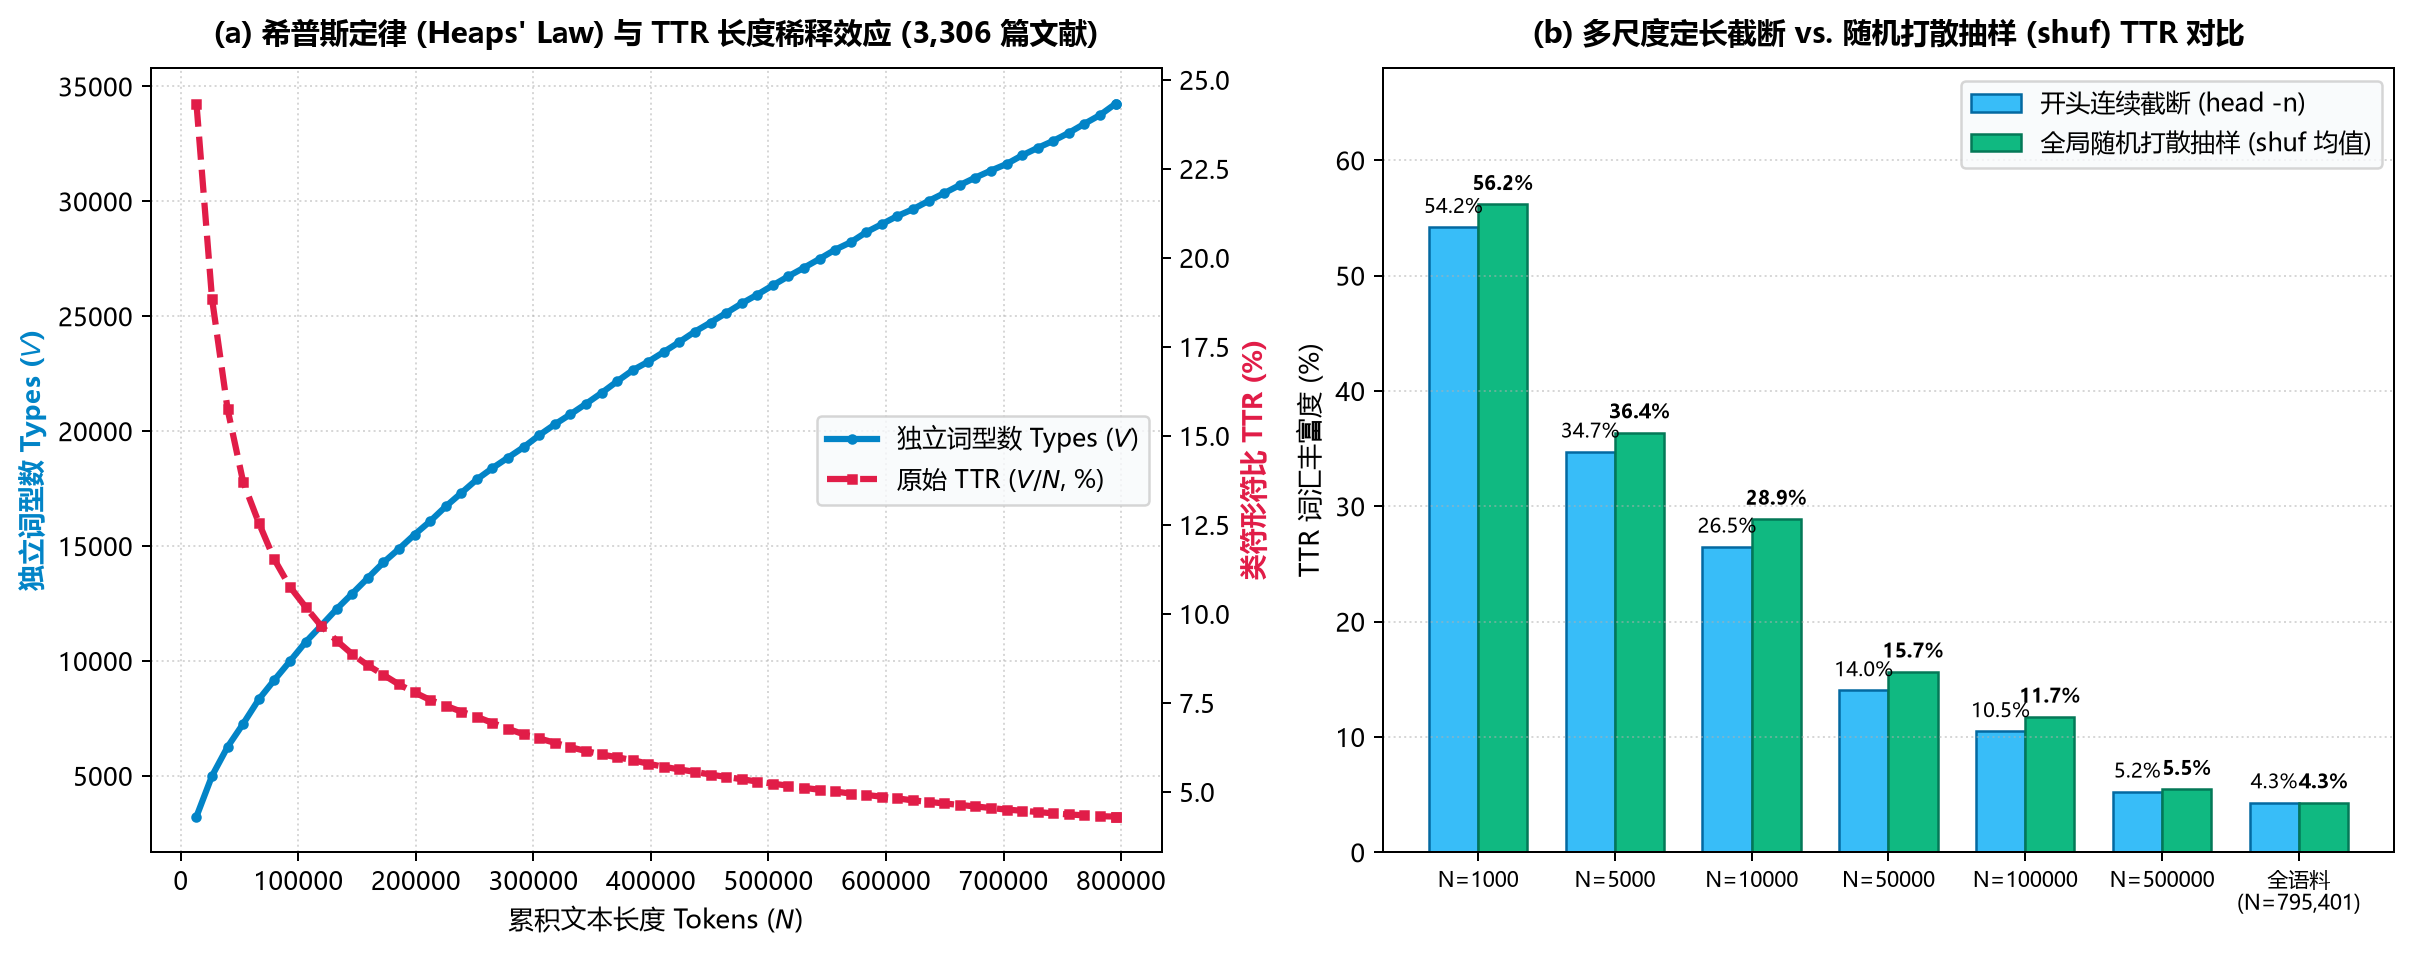 (a) 希普斯定律 (Heaps' Law) 与 TTR 长度稀释效应 (3,306 篇文献)
35000
30000
25000
20000
15000
10000
5000
独立词型数 Types (V)
25.0
22.5
20.0
17.5
15.0
12.5
10.0
7.5
5.0
类符形符比 TTR (%)
独立词型数 Types (V)
原始 TTR (V/N, %)
0 100000 200000 300000 400000 500000 600000 700000 800000
累积文本长度 Tokens (N)
(b) 多尺度定长截断 vs. 随机打散抽样 (shuf) TTR 对比
开头连续截断 (head -n)
全局随机打散抽样 (shuf 均值)
TTR 词汇丰富度 (%)
60
50
40
30
20
10
0
54.2% 56.2%
34.7% 36.4%
26.5% 28.9%
14.0% 15.7%
10.5% 11.7%
5.2% 5.5%
4.3% 4.3%
N=1000 N=5000 N=10000 N=50000 N=100000 N=500000 全语料
(N=795,401)